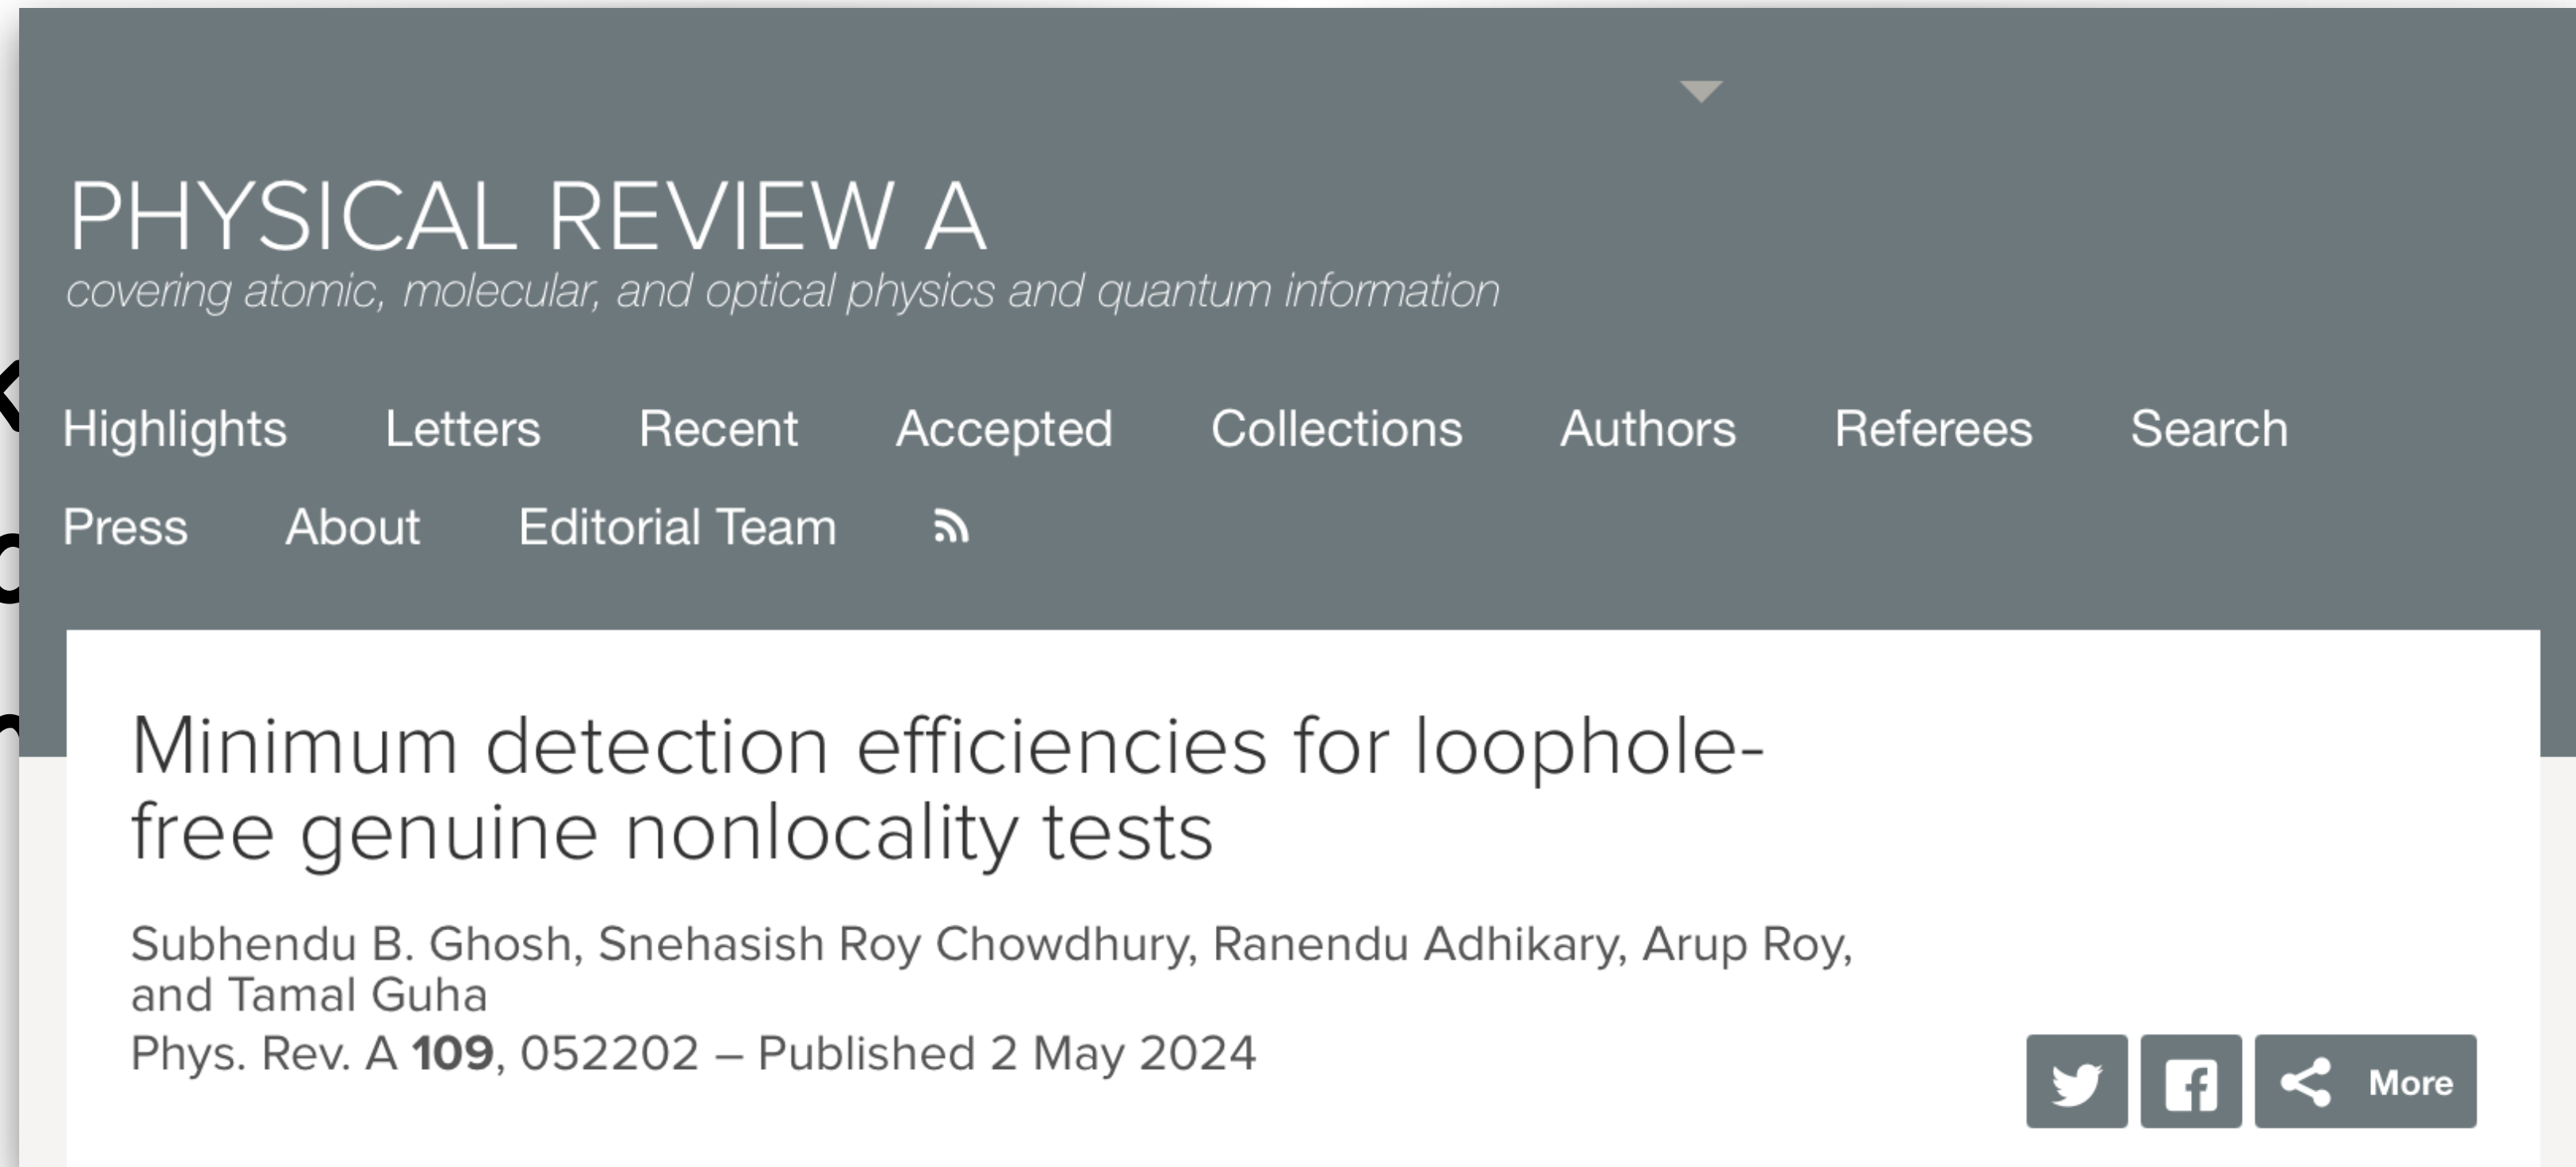 PHYSICAL REVIEW A
covering atomic, molecular, and optical physics and quantum information
Highlights Letters Recent Accepted Collections Authors Referees Search
Press About Editorial Team
Minimum detection efficiencies for loophole-
free genuine nonlocality tests
Subhendu B. Ghosh, Snehasish Roy Chowdhury, Ranendu Adhikary, Arup Roy,
and Tamal Guha
Phys. Rev. A 109, 052202 – Published 2 May 2024
More